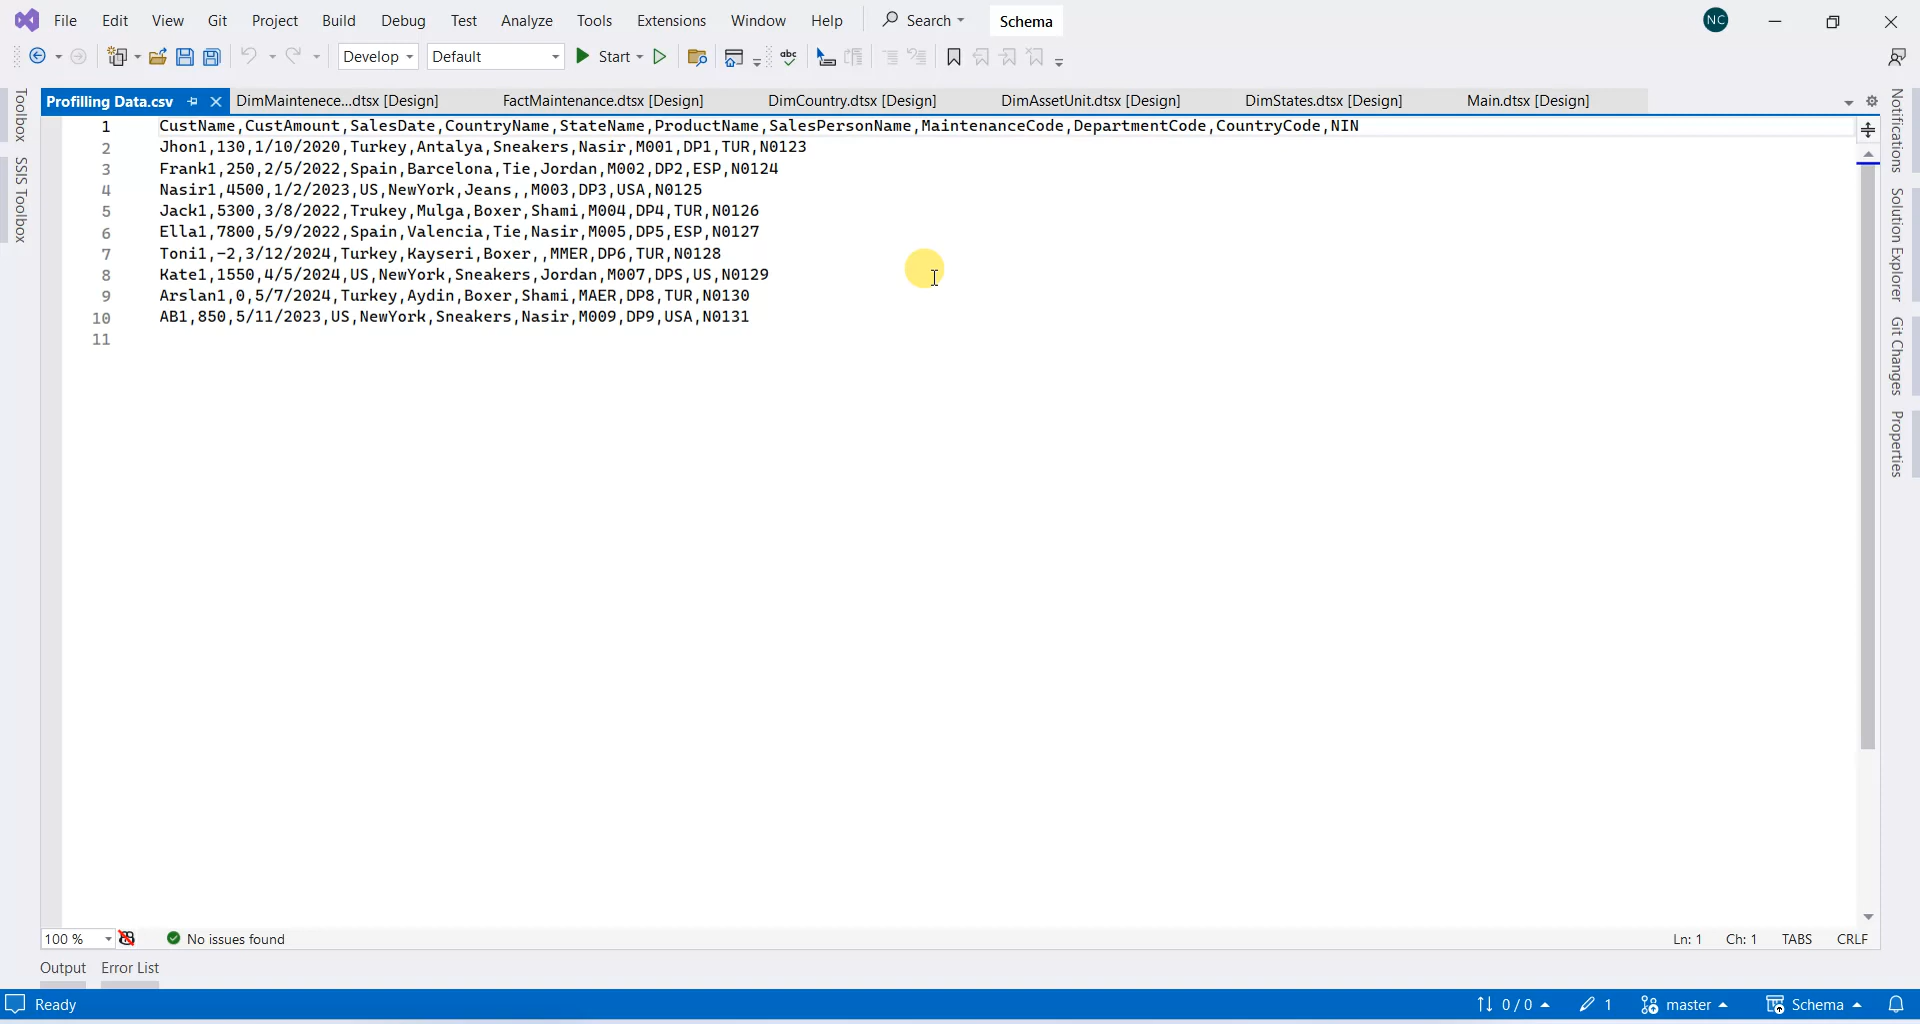 File Edit View Git Project Build Debug Test Analyze Tools Extensions Window Help Search Schema NC
Develop Default Start abc
Profilling Data.csv DimMaintenece...dtsx [Design] FactMaintenance.dtsx [Design] DimCountry.dtsx [Design] DimAssetUnit.dtsx [Design] DimStates.dtsx [Design] Main.dtsx [Design]
Toolbox
SSIS Toolbox
1 CustName,CustAmount,SalesDate,CountryName,StateName,ProductName,SalesPersonName,MaintenanceCode,DepartmentCode,CountryCode,NIN
2 Jhon1,130,1/10/2020,Turkey,Antalya,Sneakers,Nasir,M001,DP1,TUR,N0123
3 Frank1,250,2/5/2022,Spain,Barcelona,Tie,Jordan,M002,DP2,ESP,N0124
4 Nasir1,4500,1/2/2023,US,NewYork,Jeans,,M003,DP3,USA,N0125
5 Jack1,5300,3/8/2022,Trukey,Mulga,Boxer,Shami,M004,DP4,TUR,N0126
6 Ella1,7800,5/9/2022,Spain,Valencia,Tie,Nasir,M005,DP5,ESP,N0127
7 Toni1,-2,3/12/2024,Turkey,Kayseri,Boxer,,MMER,DP6,TUR,N0128
8 Kate1,1550,4/5/2024,US,NewYork,Sneakers,Jordan,M007,DPS,US,N0129
9 Arslan1,0,5/7/2024,Turkey,Aydin,Boxer,Shami,MAER,DP8,TUR,N0130
10 AB1,850,5/11/2023,US,NewYork,Sneakers,Nasir,M009,DP9,USA,N0131
11
Notifications
Solution Explorer
Git Changes
Properties
100 % No issues found Ln: 1 Ch: 1 TABS CRLF
Output Error List
Ready 0 / 0 1 master Schema